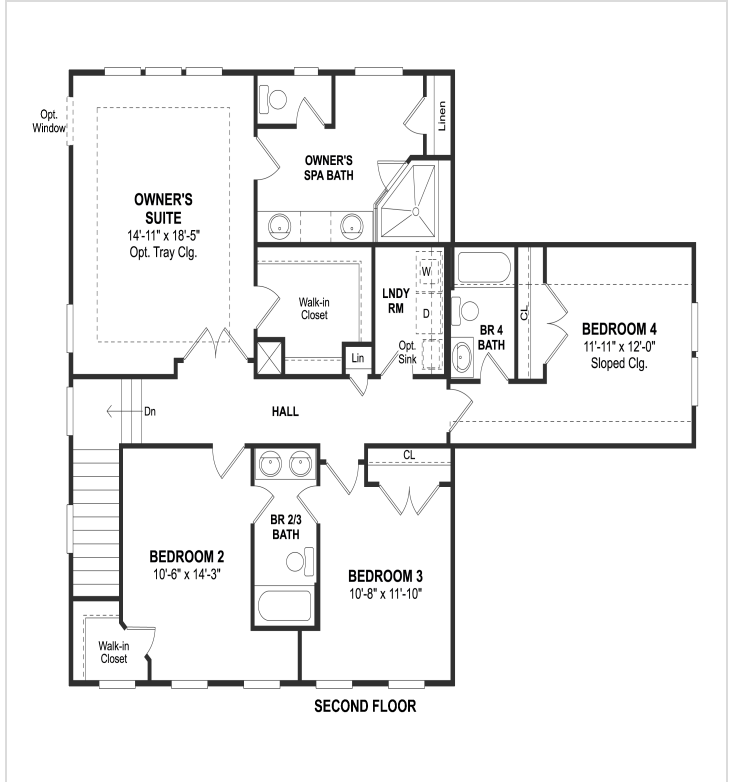 Opt.
Window
Linen
OWNER'S
SPA BATH
OWNER'S
SUITE
14'-11" x 18'-5"
Opt. Tray Clg.
Walk-in
Closet
LNDY
RM
W
D
Opt.
Sink
Lin
BR 4
BATH
CL
BEDROOM 4
11'-11" x 12'-0"
Sloped Clg.
Dn
HALL
CL
BR 2/3
BATH
BEDROOM 2
10'-6" x 14'-3"
BEDROOM 3
10'-8" x 11'-10"
Walk-in
Closet
SECOND FLOOR